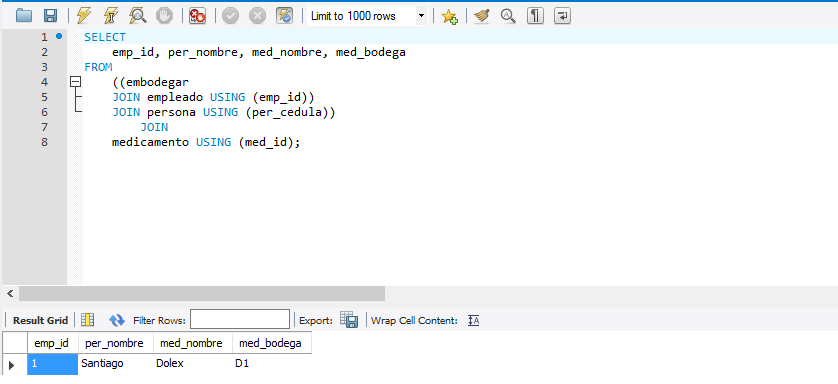 Limit to 1000 rows
1 SELECT
2 emp_id, per_nombre, med_nombre, med_bodega
3 FROM
4 ((embodegar
5 JOIN empleado USING (emp_id))
6 JOIN persona USING (per_cedula))
7 JOIN
8 medicamento USING (med_id);
Result Grid Filter Rows: Export: Wrap Cell Content:
emp_id per_nombre med_nombre med_bodega
1 Santiago Dolex D1